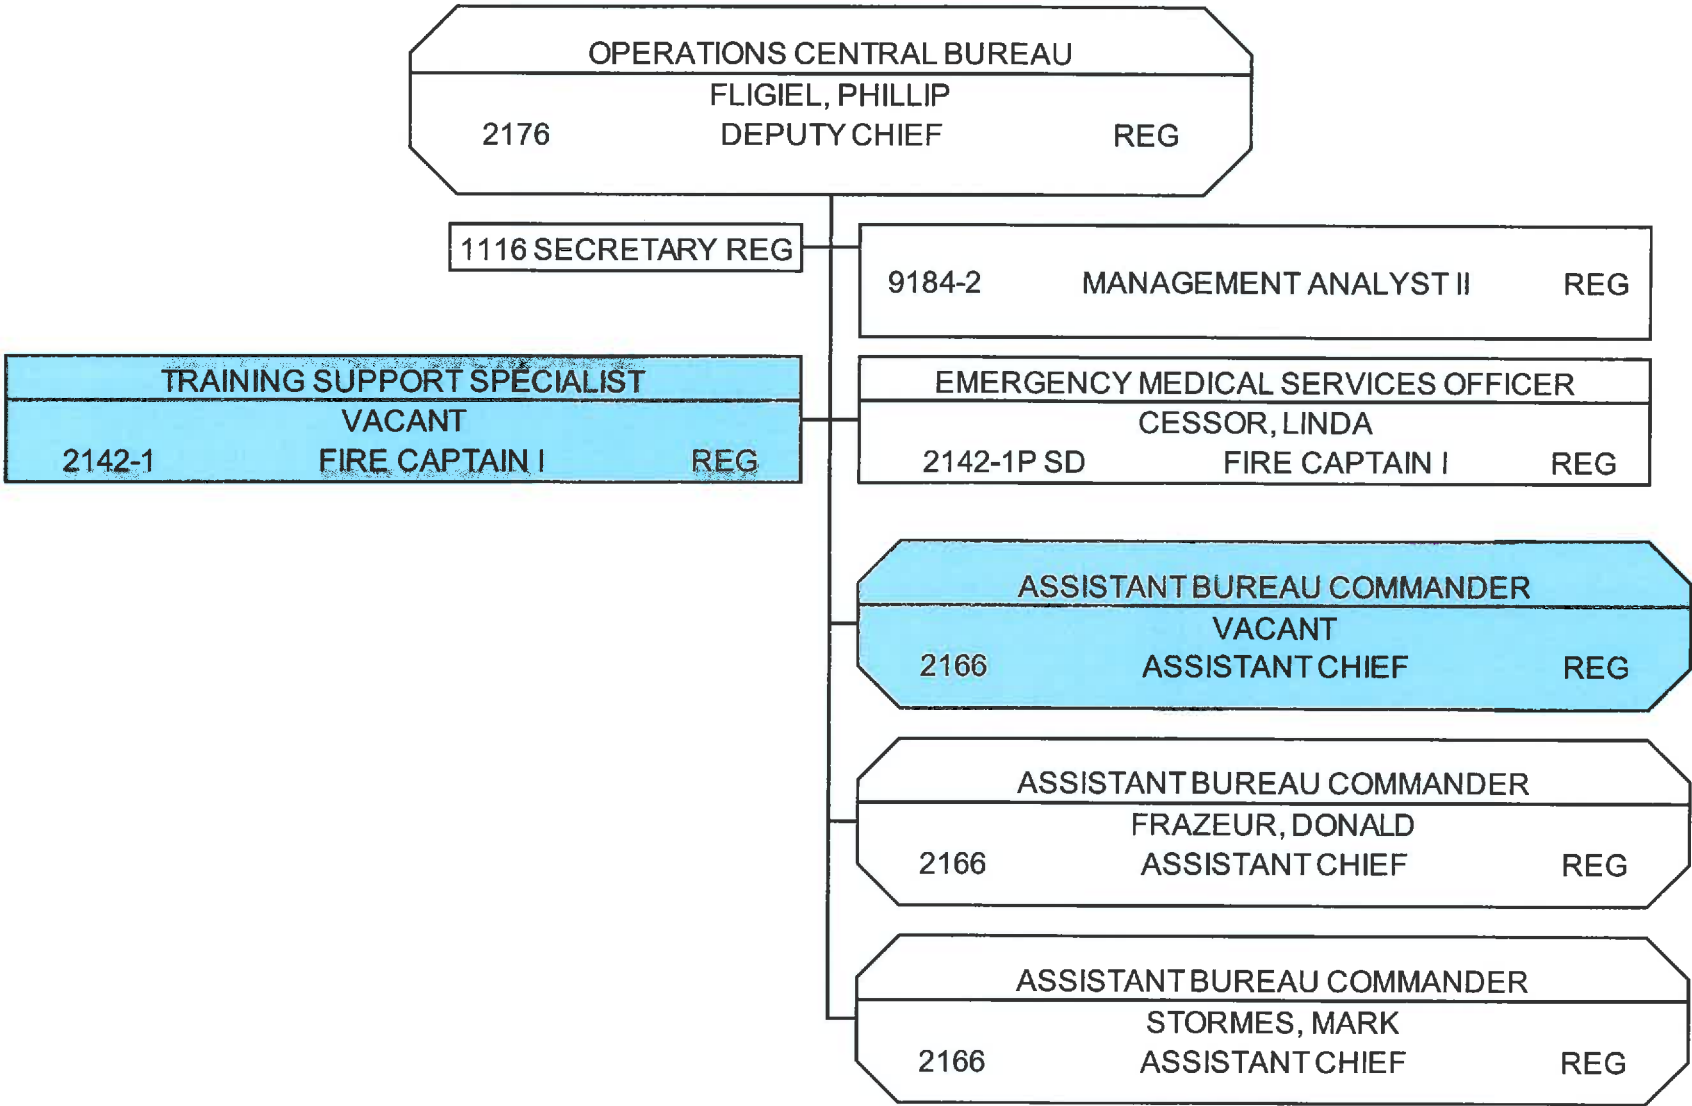 OPERATIONS CENTRAL BUREAU
FLIGIEL, PHILLIP
2176 DEPUTY CHIEF REG
1116 SECRETARY REG
9184-2 MANAGEMENT ANALYST II REG
TRAINING SUPPORT SPECIALIST
VACANT
2142-1 FIRE CAPTAIN I REG
EMERGENCY MEDICAL SERVICES OFFICER
CESSOR, LINDA
2142-1P SD FIRE CAPTAIN I REG
ASSISTANT BUREAU COMMANDER
VACANT
2166 ASSISTANT CHIEF REG
ASSISTANT BUREAU COMMANDER
FRAZEUR, DONALD
2166 ASSISTANT CHIEF REG
ASSISTANT BUREAU COMMANDER
STORMES, MARK
2166 ASSISTANT CHIEF REG